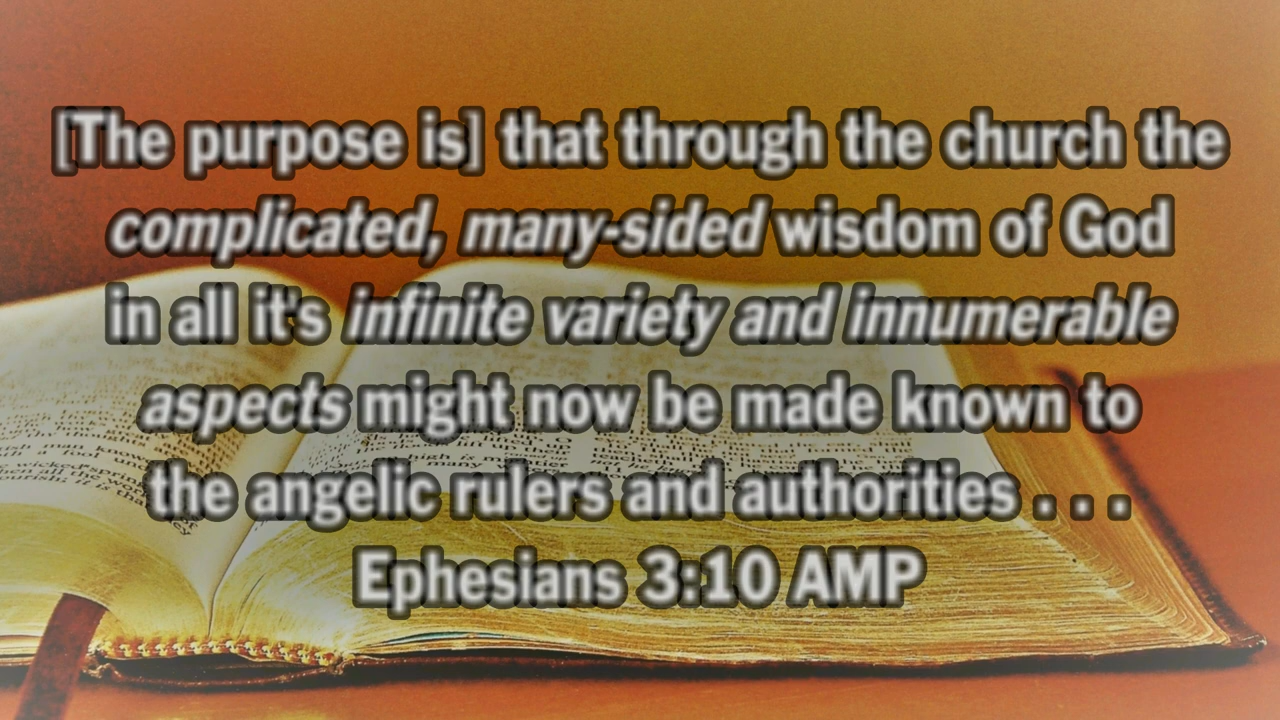 [The purpose is] that through the church the
complicated, many-sided wisdom of God
in all it's infinite variety and innumerable
aspects might now be made known to
the angelic rulers and authorities . . .
Ephesians 3:10 AMP